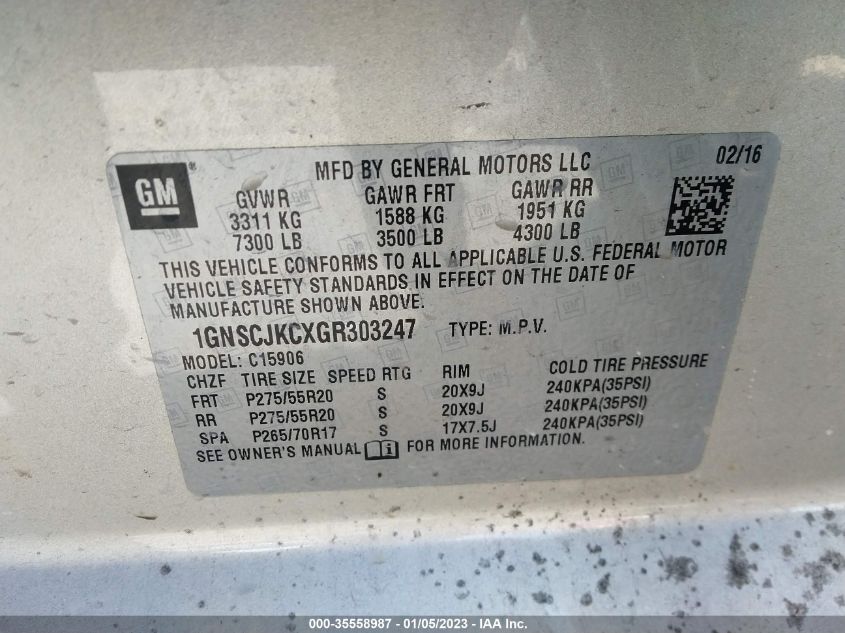 GM ®
MFD BY GENERAL MOTORS LLC 02/16
GVWR GAWR FRT GAWR RR
3311 KG 1588 KG 1951 KG
7300 LB 3500 LB 4300 LB
THIS VEHICLE CONFORMS TO ALL APPLICABLE U.S. FEDERAL MOTOR
VEHICLE SAFETY STANDARDS IN EFFECT ON THE DATE OF
MANUFACTURE SHOWN ABOVE.
1GNSCJKCXGR303247 TYPE: M.P.V.
MODEL: C15906
CHZF TIRE SIZE SPEED RTG RIM COLD TIRE PRESSURE
FRT P275/55R20 S 20X9J 240KPA(35PSI)
RR P275/55R20 S 20X9J 240KPA(35PSI)
SPA P265/70R17 S 17X7.5J 240KPA(35PSI)
SEE OWNER'S MANUAL FOR MORE INFORMATION.
000-35558987 - 01/05/2023 - IAA Inc.